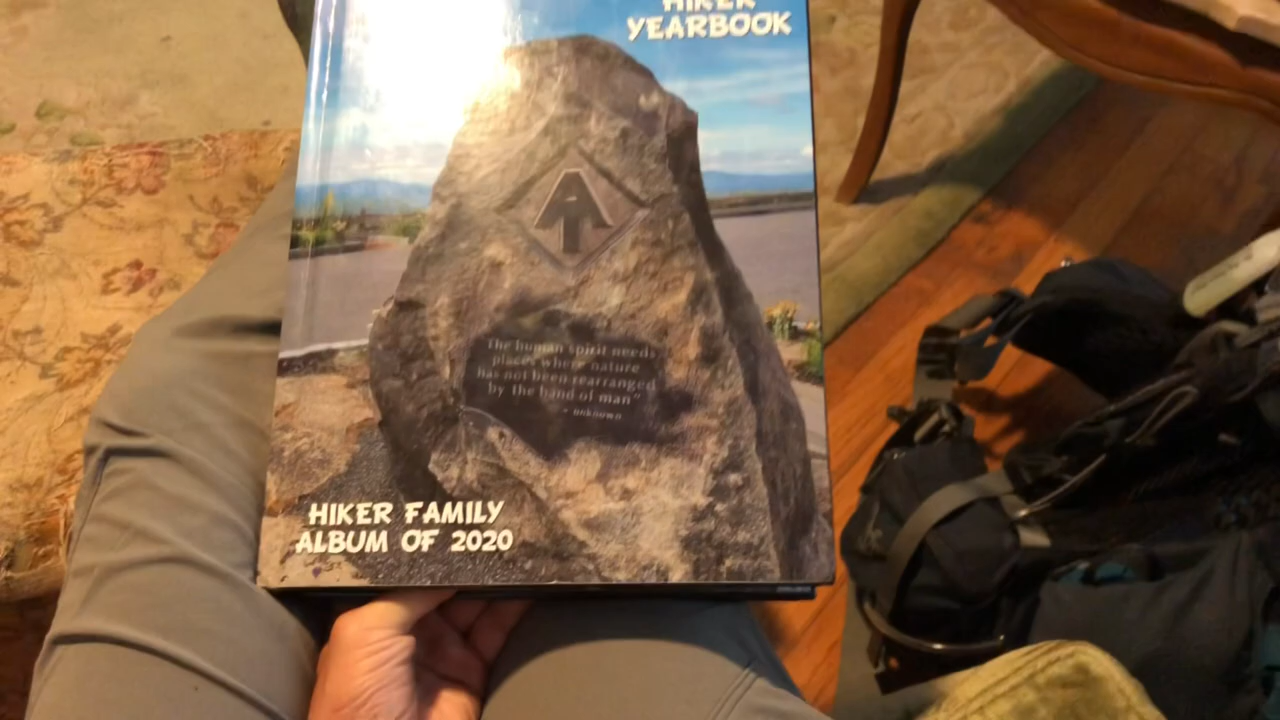 HIKER
YEARBOOK
The human spirit needs
places where nature
has not been rearranged
by the hand of man"
- unknown
HIKER FAMILY
ALBUM OF 2020